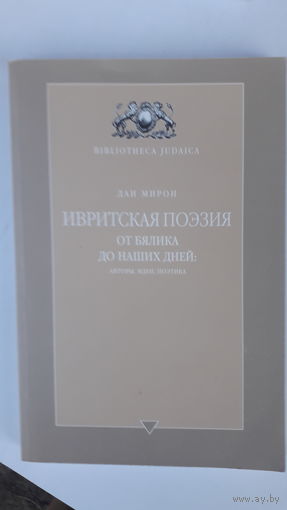 BIBLIOTHECA JUDAICA
ДАН МИРОН
ИВРИТСКАЯ ПОЭЗИЯ
ОТ БЯЛИКА
ДО НАШИХ ДНЕЙ:
АВТОРЫ, ИДЕИ, ПОЭТИКА
www.ay.by